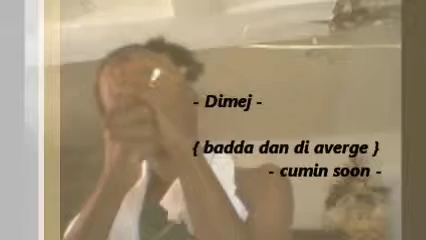 - Dimej -
{ badda dan di averge }
- cumin soon -